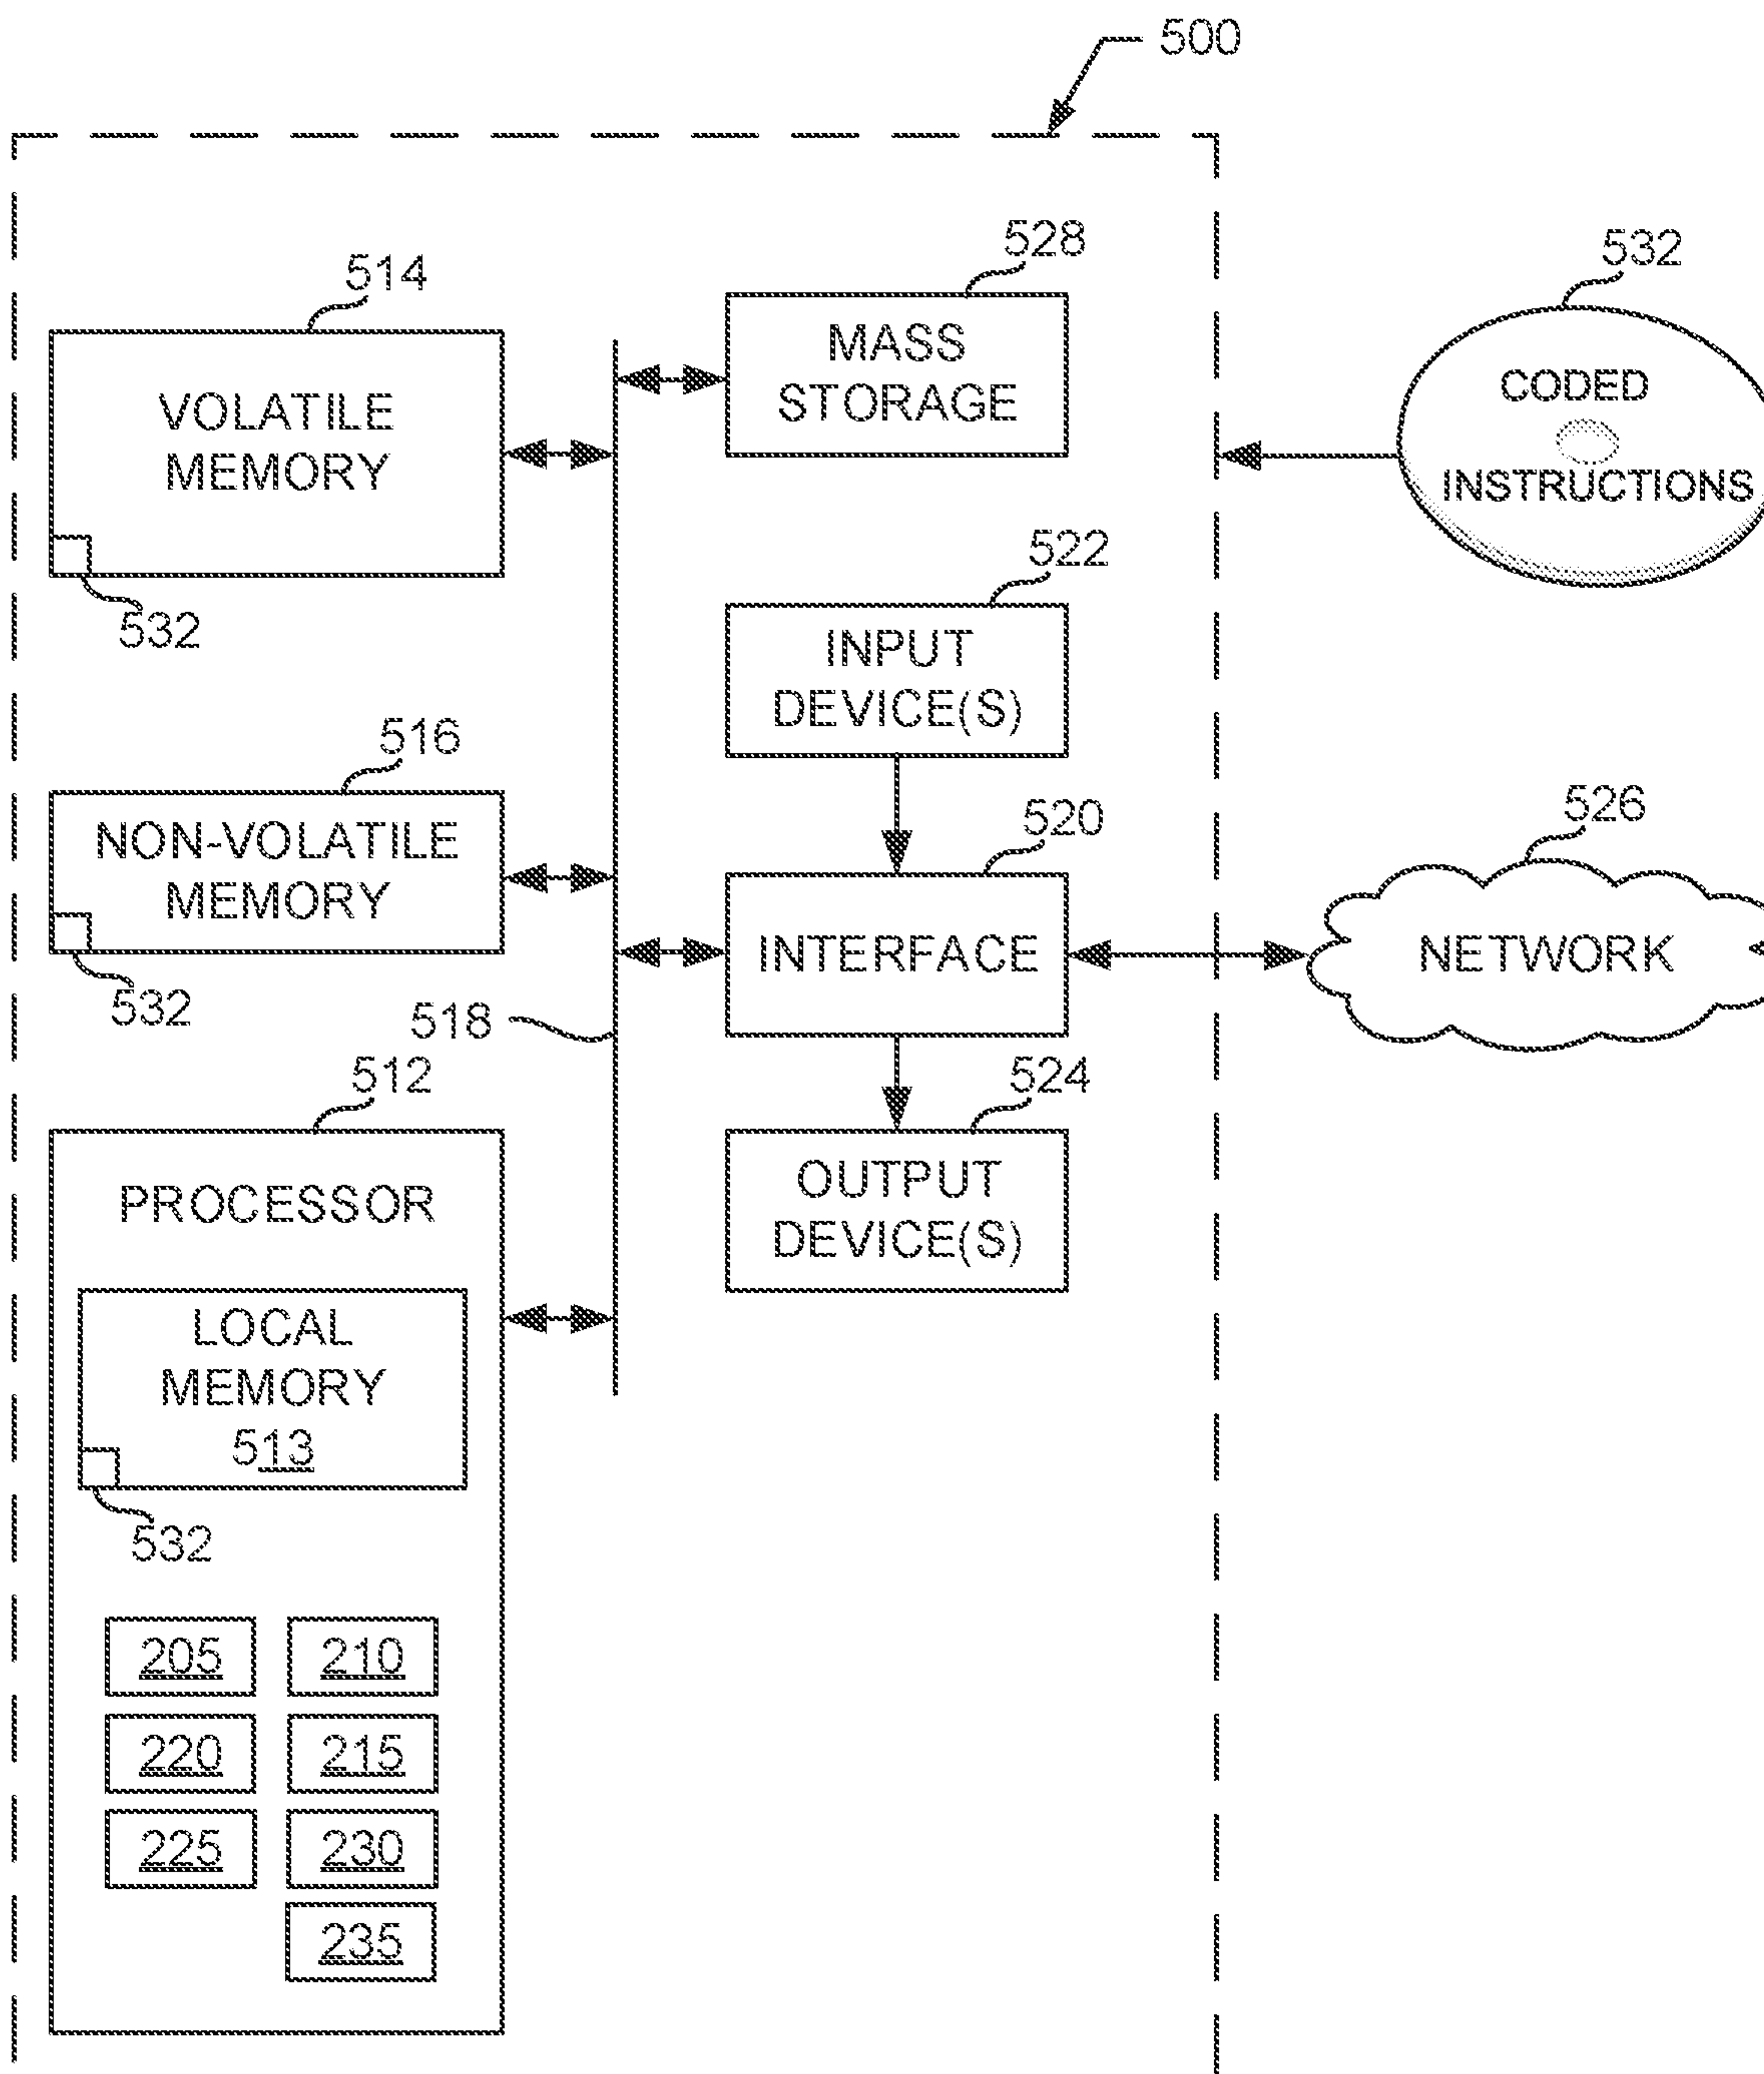 500
528
532
514
MASS
STORAGE
CODED
INSTRUCTIONS
VOLATILE
MEMORY
532
522
INPUT
DEVICE(S)
516
526
NON-VOLATILE
MEMORY
532
520
INTERFACE
NETWORK
518
512
524
PROCESSOR
OUTPUT
DEVICE(S)
LOCAL
MEMORY
513
532
205
210
220
215
225
230
235